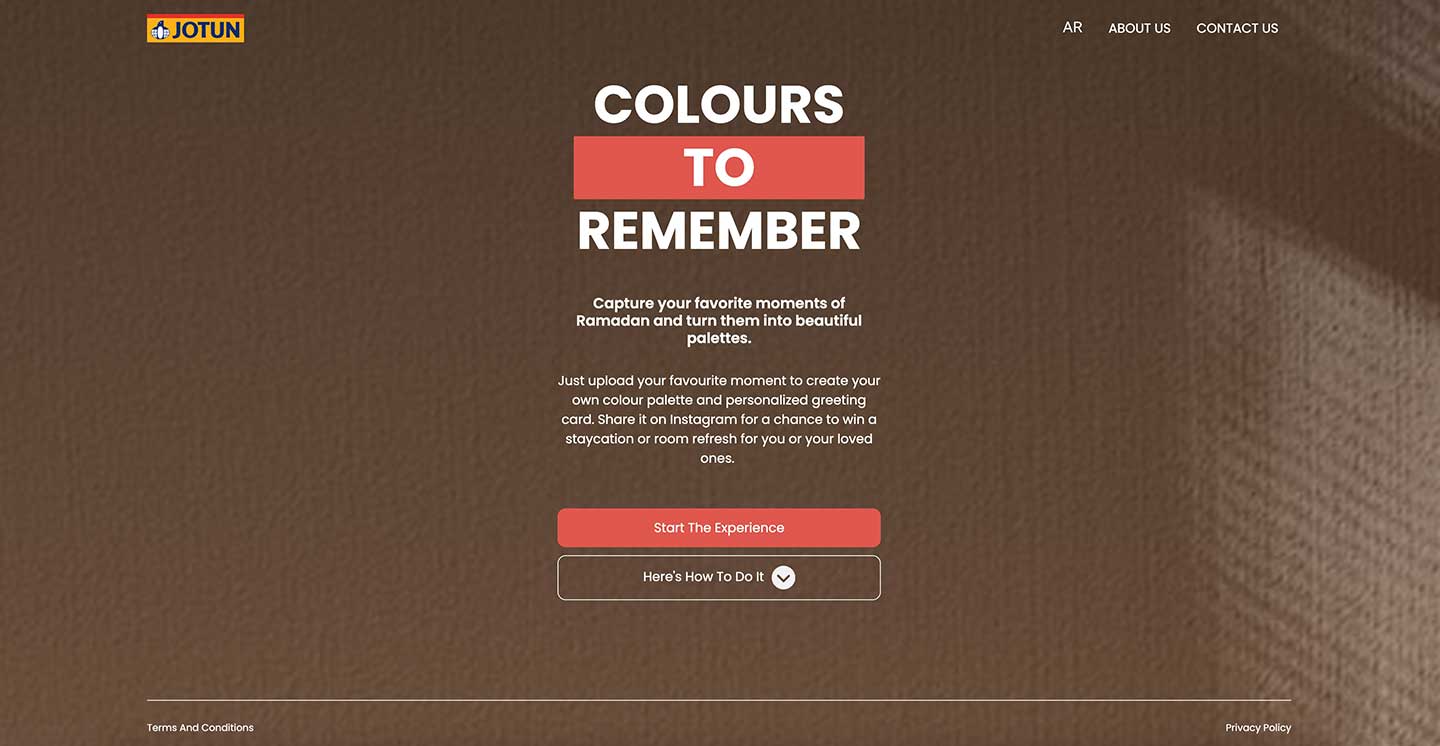 JOTUN
AR ABOUT US CONTACT US
COLOURS
TO
REMEMBER
Capture your favorite moments of
Ramadan and turn them into beautiful
palettes.
Just upload your favourite moment to create your
own colour palette and personalized greeting
card. Share it on Instagram for a chance to win a
staycation or room refresh for you or your loved
ones.
Start The Experience
Here's How To Do It
Terms And Conditions
Privacy Policy